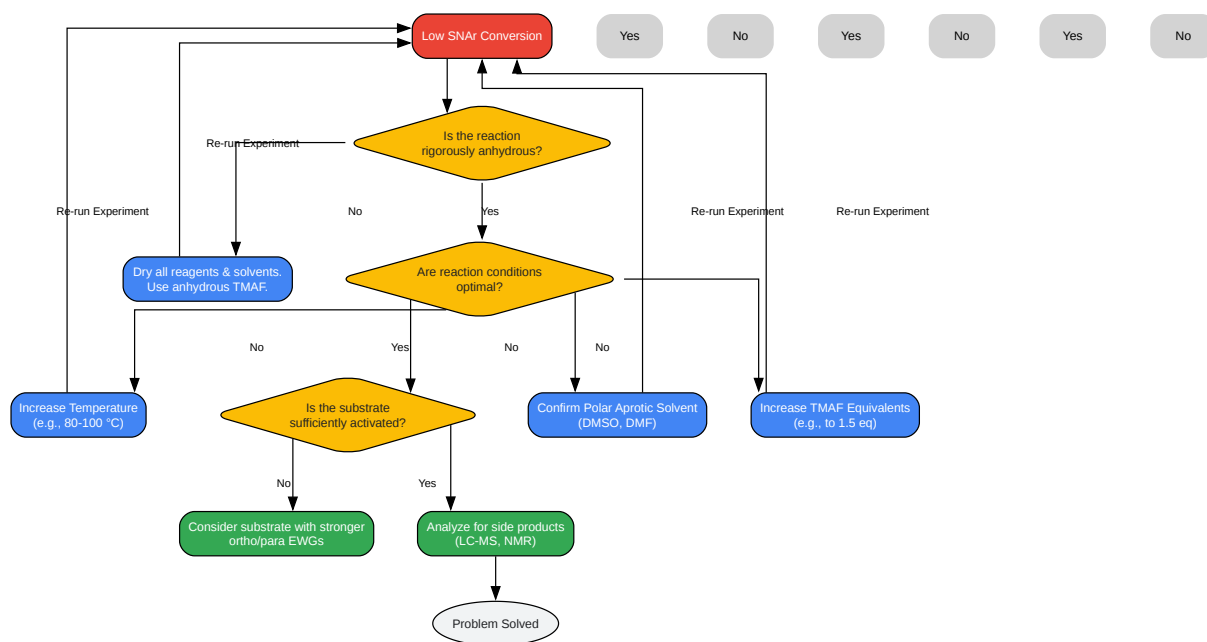 Low SNAr Conversion
Yes
No
Yes
No
Yes
No
Is the reaction
rigorously anhydrous?
Re-run Experiment
Re-run Experiment
No
Yes
Re-run Experiment
Re-run Experiment
Dry all reagents & solvents.
Use anhydrous TMAF.
Are reaction conditions
optimal?
No
Yes
No
No
Increase Temperature
(e.g., 80-100 °C)
Is the substrate
sufficiently activated?
Confirm Polar Aprotic Solvent
(DMSO, DMF)
Increase TMAF Equivalents
(e.g., to 1.5 eq)
No
Yes
Consider substrate with stronger
ortho/para EWGs
Analyze for side products
(LC-MS, NMR)
Problem Solved